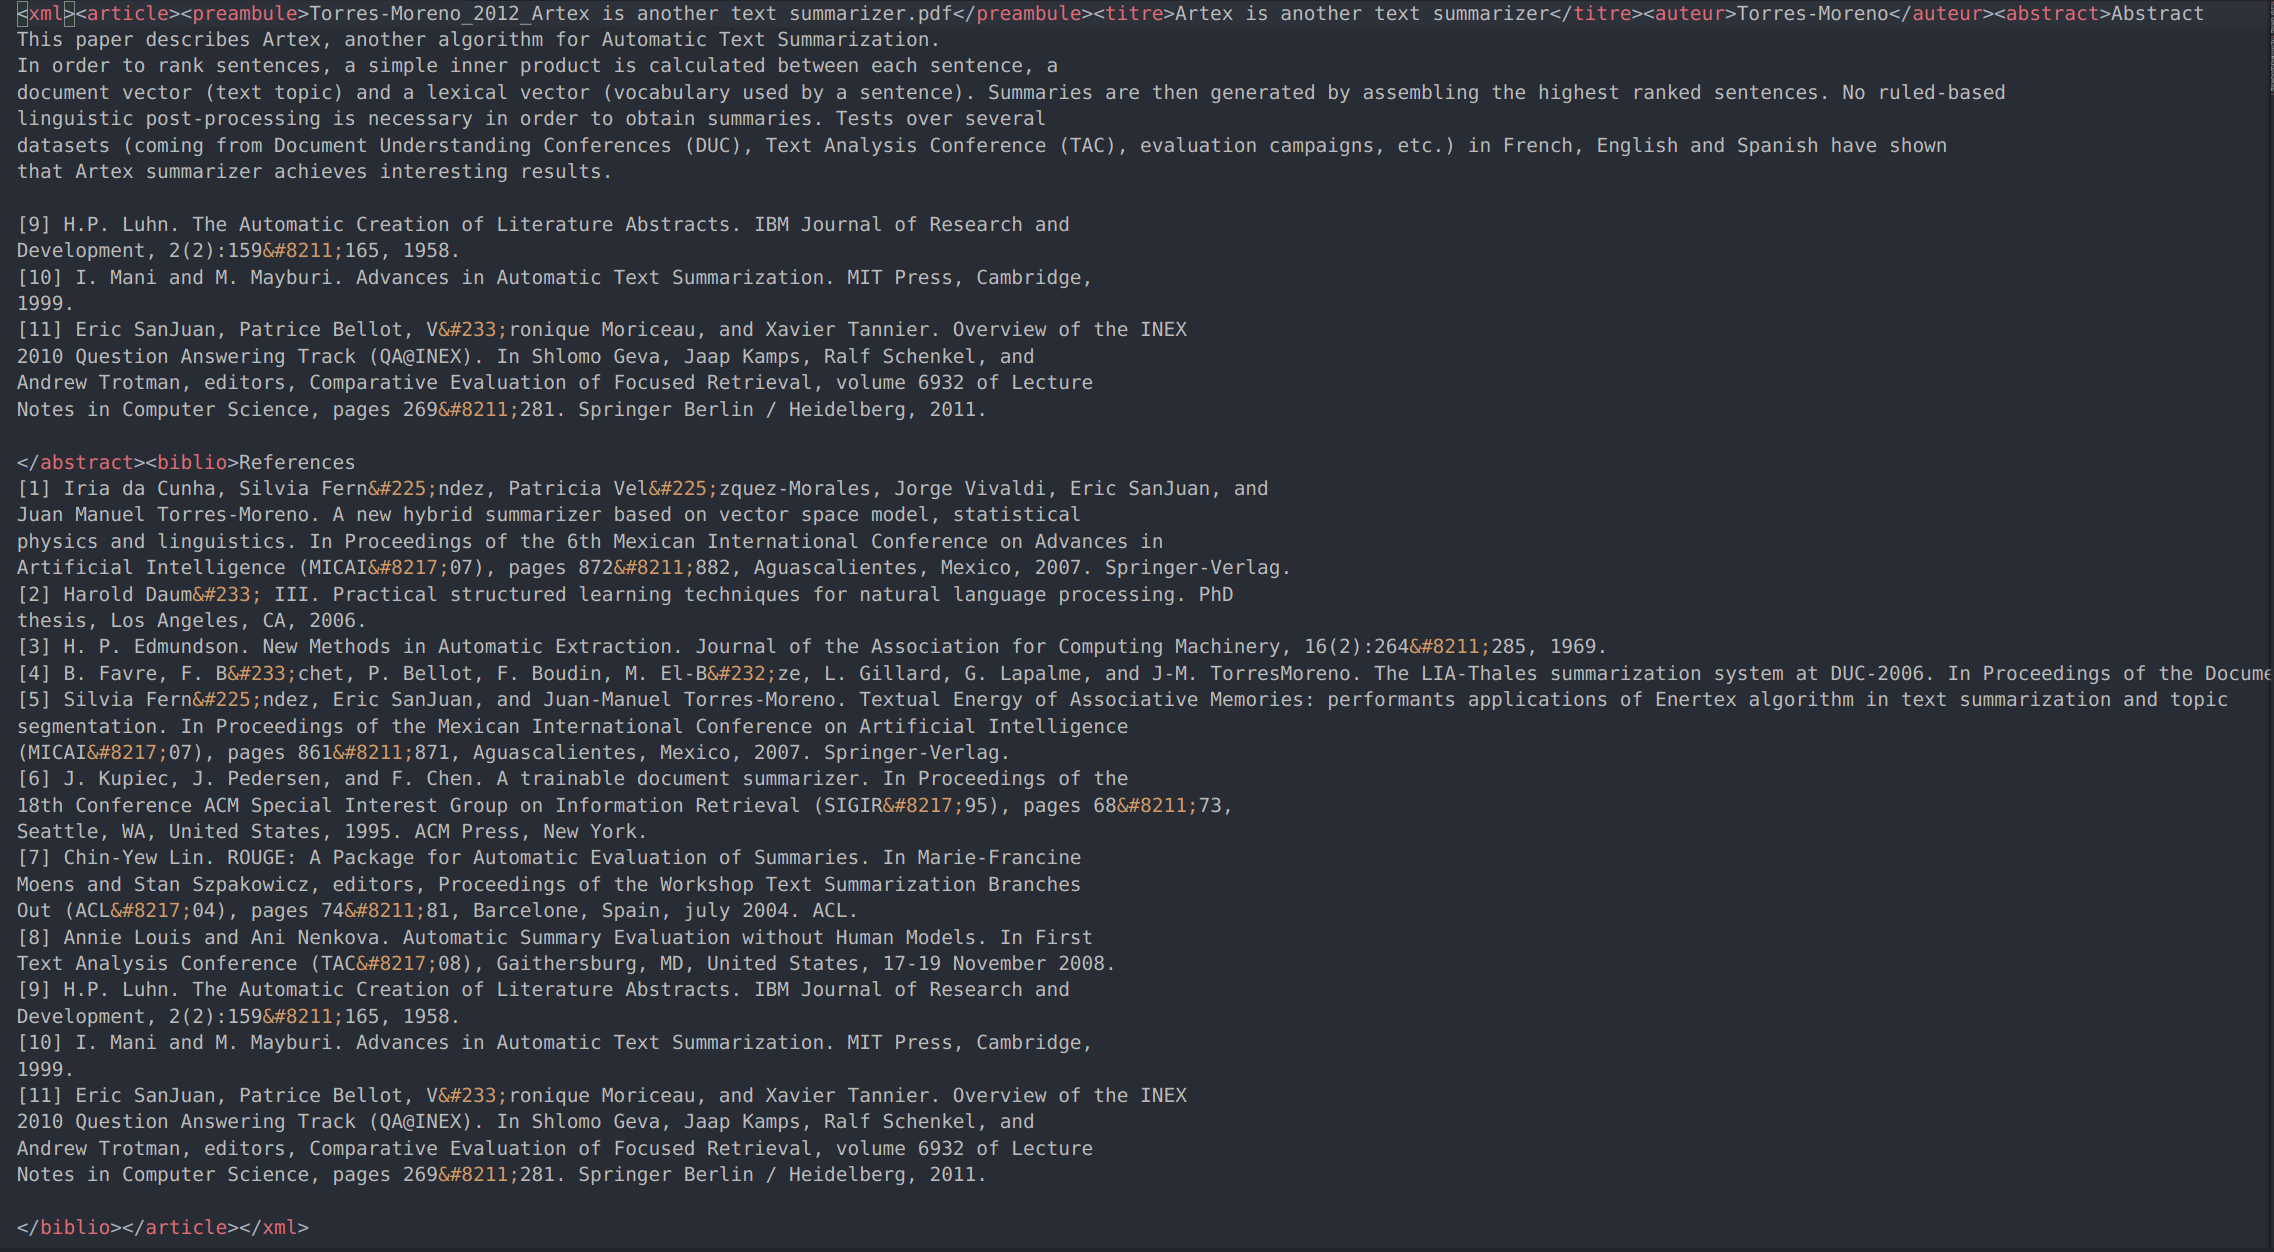 <xml><article><preambule>Torres-Moreno_2012_Artex is another text summarizer.pdf</preambule><titre>Artex is another text summarizer</titre><auteur>Torres-Moreno</auteur><abstract>Abstract
This paper describes Artex, another algorithm for Automatic Text Summarization.
In order to rank sentences, a simple inner product is calculated between each sentence, a
document vector (text topic) and a lexical vector (vocabulary used by a sentence). Summaries are then generated by assembling the highest ranked sentences. No ruled-based
linguistic post-processing is necessary in order to obtain summaries. Tests over several
datasets (coming from Document Understanding Conferences (DUC), Text Analysis Conference (TAC), evaluation campaigns, etc.) in French, English and Spanish have shown
that Artex summarizer achieves interesting results.

[9] H.P. Luhn. The Automatic Creation of Literature Abstracts. IBM Journal of Research and
Development, 2(2):159&#8211;165, 1958.
[10] I. Mani and M. Mayburi. Advances in Automatic Text Summarization. MIT Press, Cambridge,
1999.
[11] Eric SanJuan, Patrice Bellot, V&#233;ronique Moriceau, and Xavier Tannier. Overview of the INEX
2010 Question Answering Track (QA@INEX). In Shlomo Geva, Jaap Kamps, Ralf Schenkel, and
Andrew Trotman, editors, Comparative Evaluation of Focused Retrieval, volume 6932 of Lecture
Notes in Computer Science, pages 269&#8211;281. Springer Berlin / Heidelberg, 2011.

</abstract><biblio>References
[1] Iria da Cunha, Silvia Fern&#225;ndez, Patricia Vel&#225;zquez-Morales, Jorge Vivaldi, Eric SanJuan, and
Juan Manuel Torres-Moreno. A new hybrid summarizer based on vector space model, statistical
physics and linguistics. In Proceedings of the 6th Mexican International Conference on Advances in
Artificial Intelligence (MICAI&#8217;07), pages 872&#8211;882, Aguascalientes, Mexico, 2007. Springer-Verlag.
[2] Harold Daum&#233; III. Practical structured learning techniques for natural language processing. PhD
thesis, Los Angeles, CA, 2006.
[3] H. P. Edmundson. New Methods in Automatic Extraction. Journal of the Association for Computing Machinery, 16(2):264&#8211;285, 1969.
[4] B. Favre, F. B&#233;chet, P. Bellot, F. Boudin, M. El-B&#232;ze, L. Gillard, G. Lapalme, and J-M. TorresMoreno. The LIA-Thales summarization system at DUC-2006. In Proceedings of the Docume
[5] Silvia Fern&#225;ndez, Eric SanJuan, and Juan-Manuel Torres-Moreno. Textual Energy of Associative Memories: performants applications of Enertex algorithm in text summarization and topic
segmentation. In Proceedings of the Mexican International Conference on Artificial Intelligence
(MICAI&#8217;07), pages 861&#8211;871, Aguascalientes, Mexico, 2007. Springer-Verlag.
[6] J. Kupiec, J. Pedersen, and F. Chen. A trainable document summarizer. In Proceedings of the
18th Conference ACM Special Interest Group on Information Retrieval (SIGIR&#8217;95), pages 68&#8211;73,
Seattle, WA, United States, 1995. ACM Press, New York.
[7] Chin-Yew Lin. ROUGE: A Package for Automatic Evaluation of Summaries. In Marie-Francine
Moens and Stan Szpakowicz, editors, Proceedings of the Workshop Text Summarization Branches
Out (ACL&#8217;04), pages 74&#8211;81, Barcelone, Spain, july 2004. ACL.
[8] Annie Louis and Ani Nenkova. Automatic Summary Evaluation without Human Models. In First
Text Analysis Conference (TAC&#8217;08), Gaithersburg, MD, United States, 17-19 November 2008.
[9] H.P. Luhn. The Automatic Creation of Literature Abstracts. IBM Journal of Research and
Development, 2(2):159&#8211;165, 1958.
[10] I. Mani and M. Mayburi. Advances in Automatic Text Summarization. MIT Press, Cambridge,
1999.
[11] Eric SanJuan, Patrice Bellot, V&#233;ronique Moriceau, and Xavier Tannier. Overview of the INEX
2010 Question Answering Track (QA@INEX). In Shlomo Geva, Jaap Kamps, Ralf Schenkel, and
Andrew Trotman, editors, Comparative Evaluation of Focused Retrieval, volume 6932 of Lecture
Notes in Computer Science, pages 269&#8211;281. Springer Berlin / Heidelberg, 2011.

</biblio></article></xml>